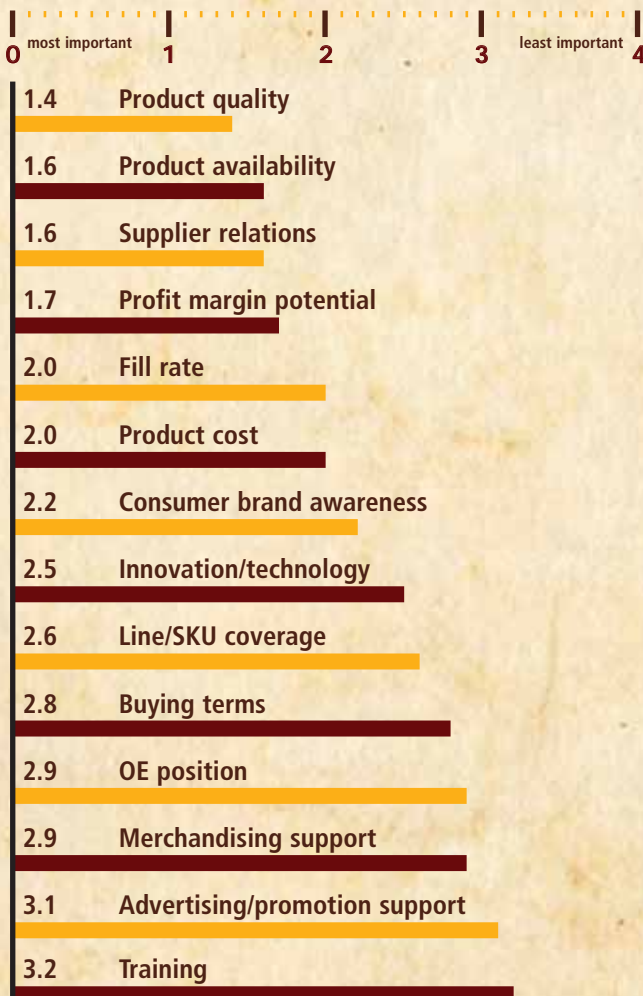 most important least important
0 1 2 3 4
1.4 Product quality
1.6 Product availability
1.6 Supplier relations
1.7 Profit margin potential
2.0 Fill rate
2.0 Product cost
2.2 Consumer brand awareness
2.5 Innovation/technology
2.6 Line/SKU coverage
2.8 Buying terms
2.9 OE position
2.9 Merchandising support
3.1 Advertising/promotion support
3.2 Training